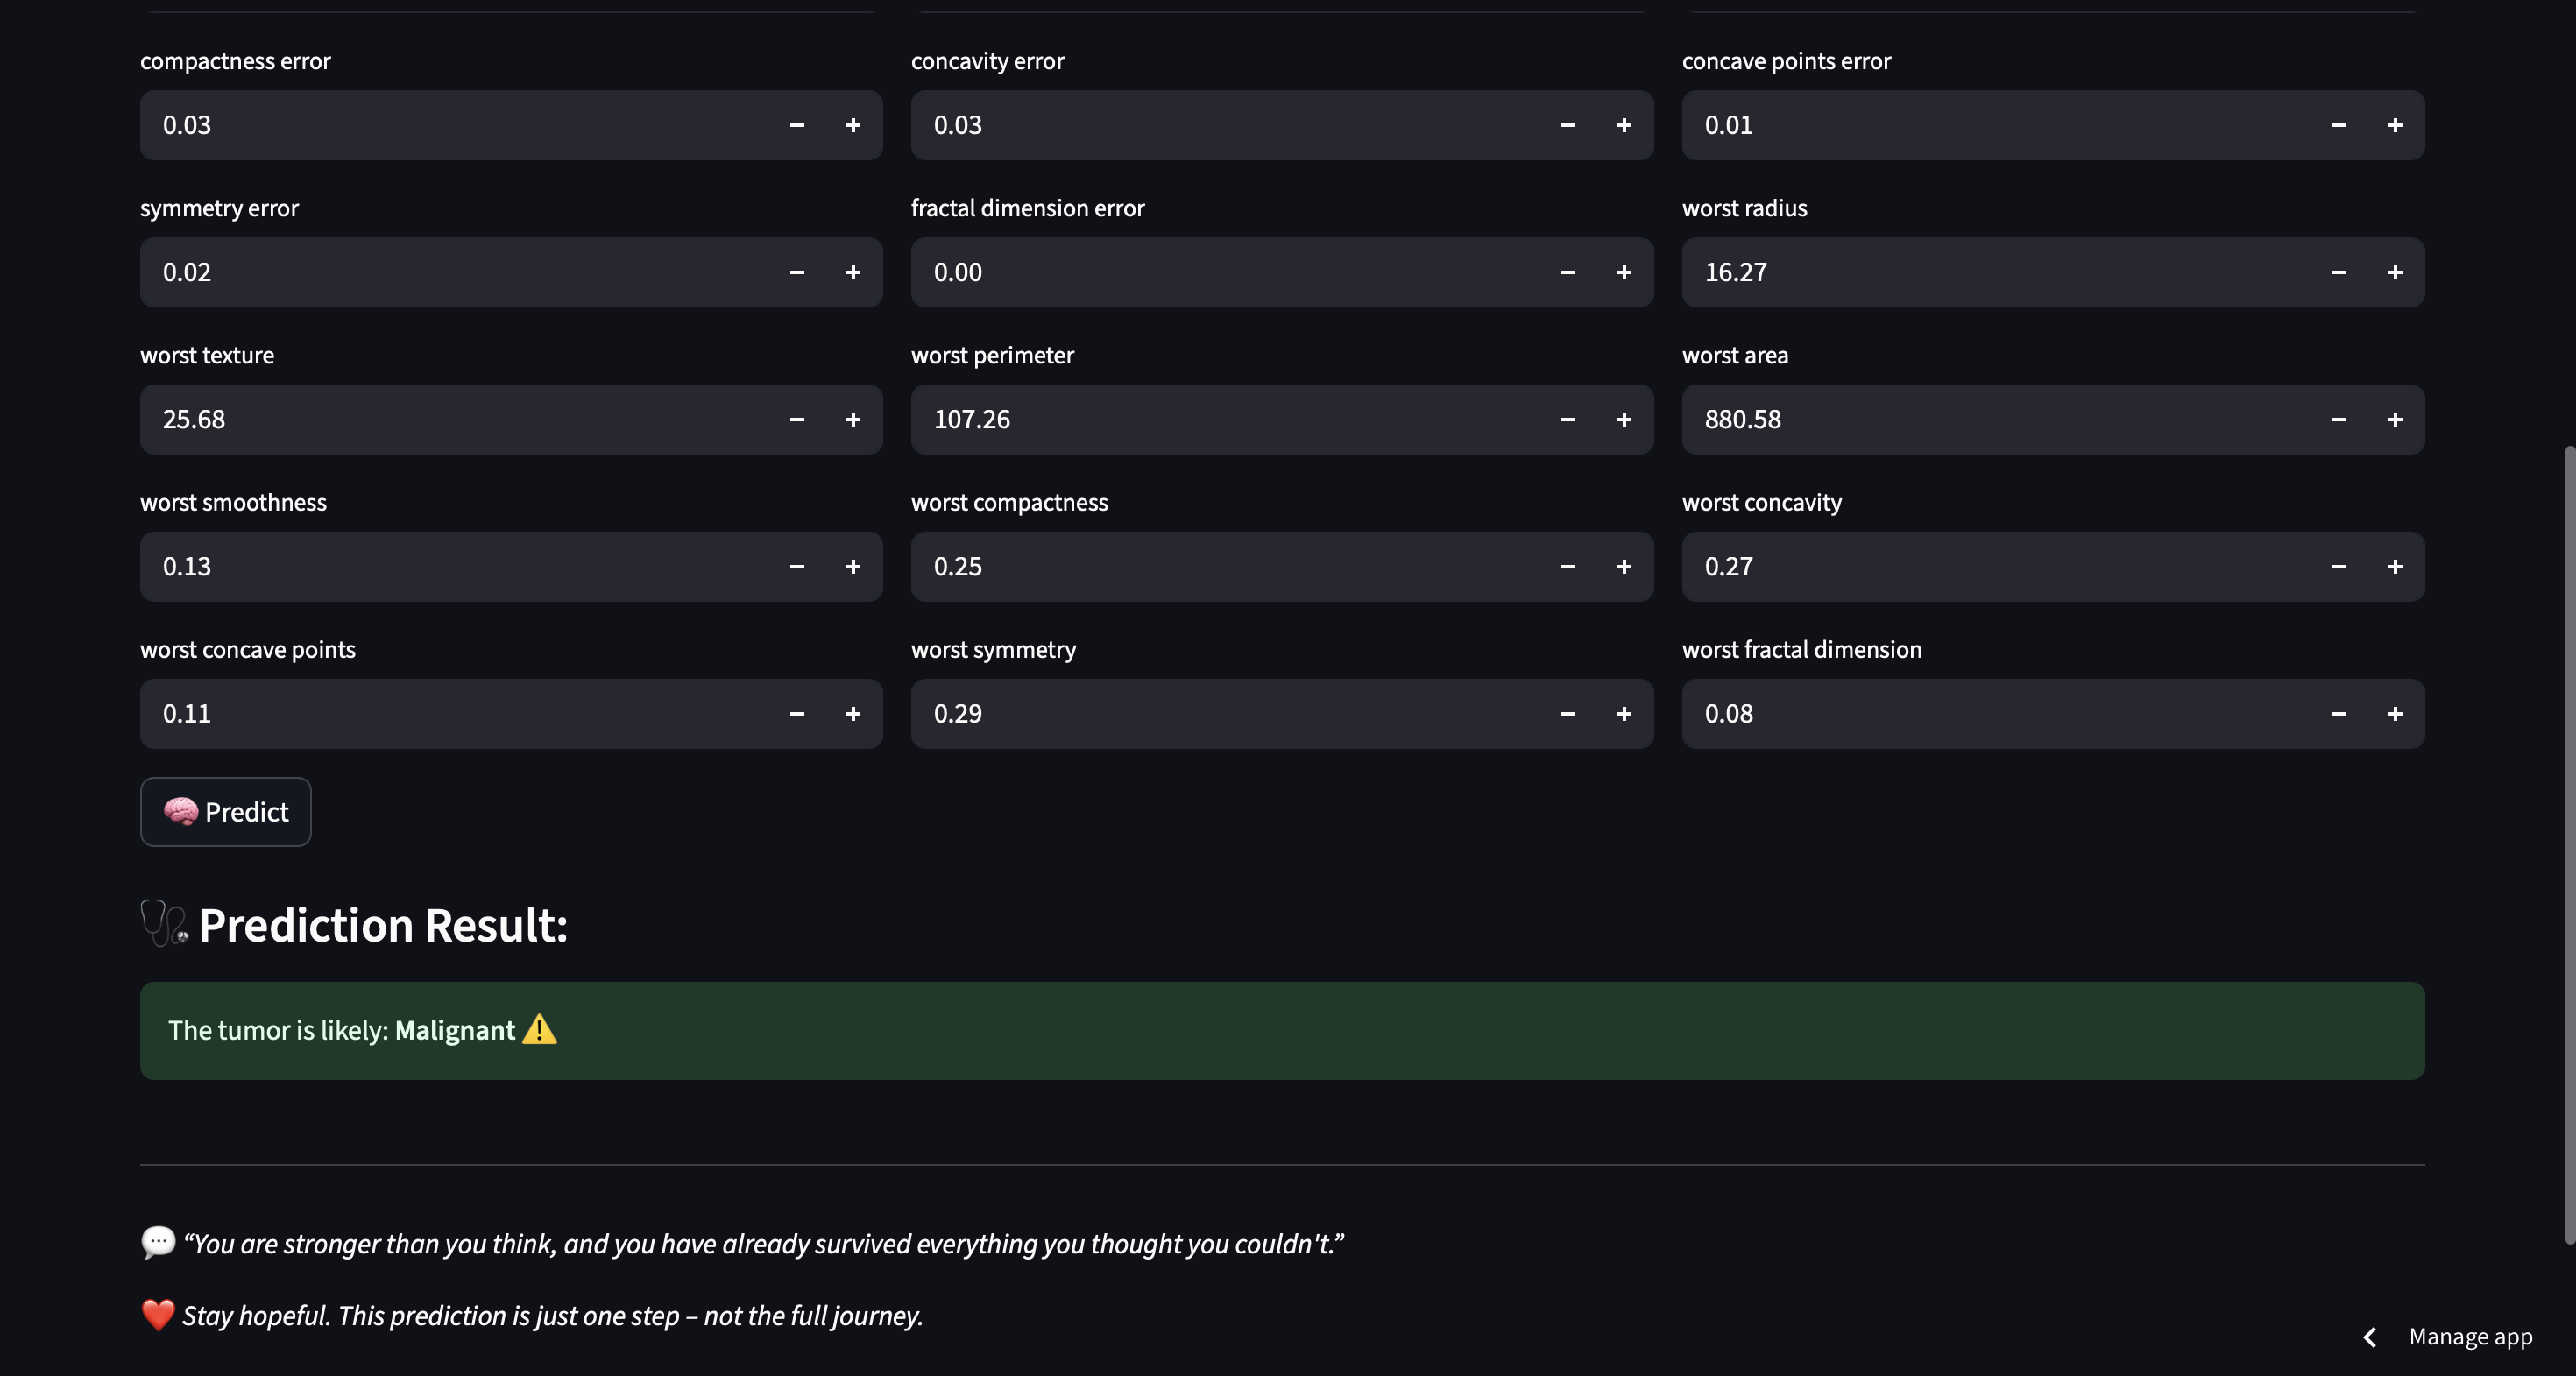 compactness error concavity error concave points error
0.03 − + 0.03 − + 0.01 − +
symmetry error fractal dimension error worst radius
0.02 − + 0.00 − + 16.27 − +
worst texture worst perimeter worst area
25.68 − + 107.26 − + 880.58 − +
worst smoothness worst compactness worst concavity
0.13 − + 0.25 − + 0.27 − +
worst concave points worst symmetry worst fractal dimension
0.11 − + 0.29 − + 0.08 − +
🧠 Predict
🩺 Prediction Result:
The tumor is likely: Malignant ⚠️
💬 “You are stronger than you think, and you have already survived everything you thought you couldn't.”
❤️ Stay hopeful. This prediction is just one step – not the full journey.
Manage app